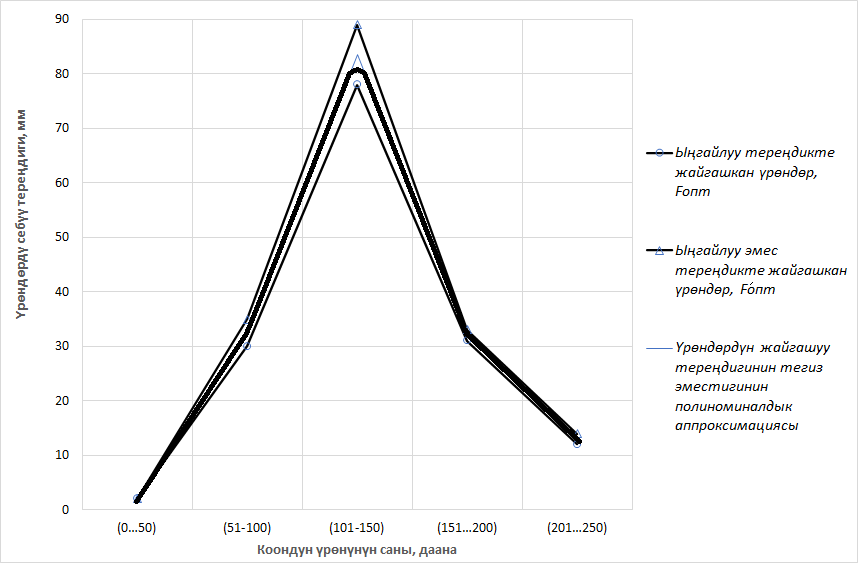 Үрөндөрдү себүү тереңдиги, мм
90
80
70
60
50
40
30
20
10
0
(0...50)
(51-100)
(101-150)
(151...200)
(201...250)
Коондун үрөнүнүн саны, даана
Ыңгайлуу тереңдикте
жайгашкан үрөндөр,
Fопт
Ыңгайлуу эмес
тереңдикте жайгашкан
үрөндөр, Fóпт
Үрөндөрдүн жайгашуу
тереңдигинин тегиз
эместигинин
полиноминалдык
аппроксимациясы